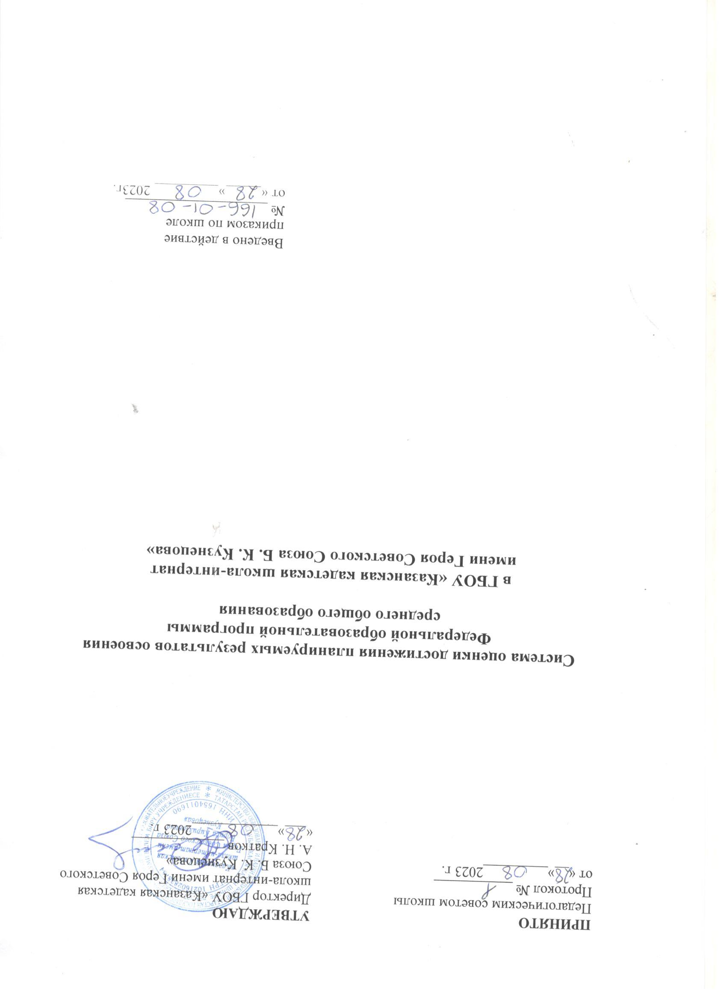 ПРИНЯТО
Педагогическим советом школы
Протокол № 1
от «28» 08 2023 г.
УТВЕРЖДАЮ
Директор ГБОУ «Казанская кадетская
школа-интернат имени Героя Советского
Союза Б. К. Кузнецова»
А. Н. Кратков
«28» 08 2023 г.
ИНН 1654011690
Система оценки достижения планируемых результатов освоения
Федеральной образовательной программы
среднего общего образования
в ГБОУ «Казанская кадетская школа-интернат
имени Героя Советского Союза Б. К. Кузнецова»
Введено в действие
приказом по школе
№ 166-01-08
от «28» 08 2023г.